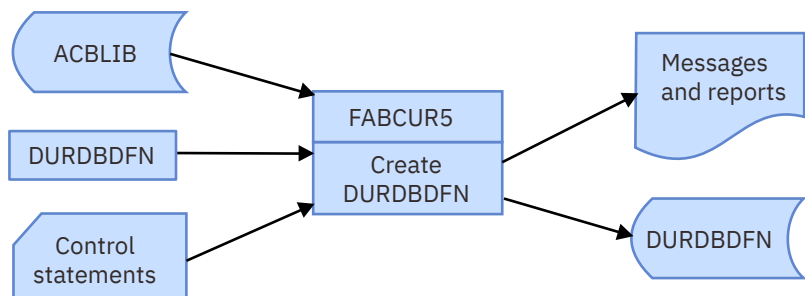 ACBLIB
DURDBDFN
Control
statements
FABCUR5
Create
DURDBDFN
Messages
and reports
DURDBDFN